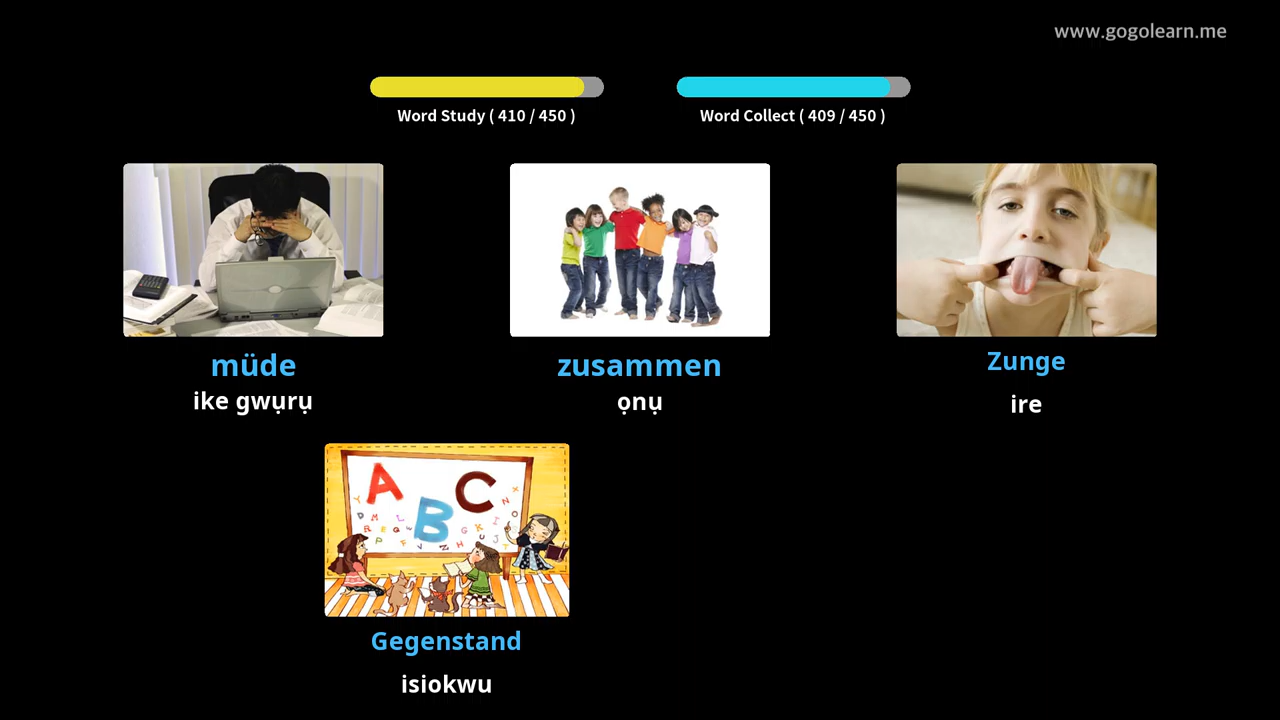 www.gogolearn.me
Word Study ( 410 / 450 )
Word Collect ( 409 / 450 )
müde
ike gwụrụ
zusammen
ọnụ
Zunge
ire
A B C
Gegenstand
isiokwu